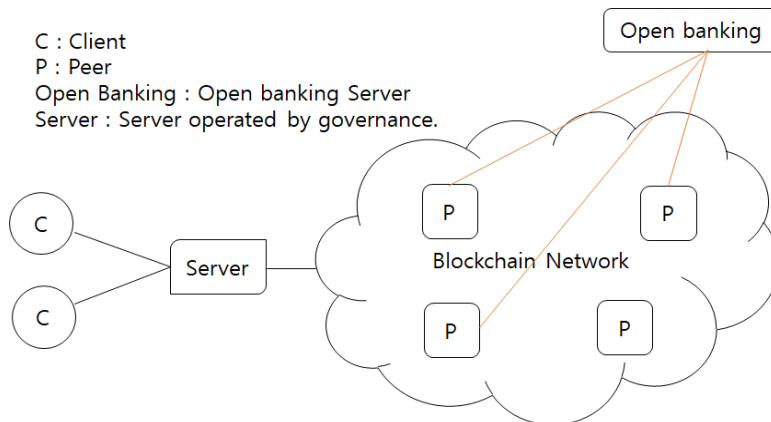 C : Client
P : Peer
Open Banking : Open banking Server
Server : Server operated by governance.
Open banking
P
P
C
Server
Blockchain Network
C
P
P